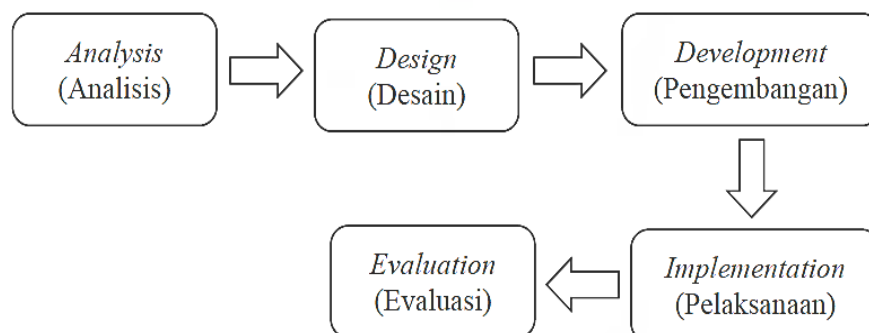 Analysis
(Analisis)
Design
(Desain)
Development
(Pengembangan)
Implementation
(Pelaksanaan)
Evaluation
(Evaluasi)